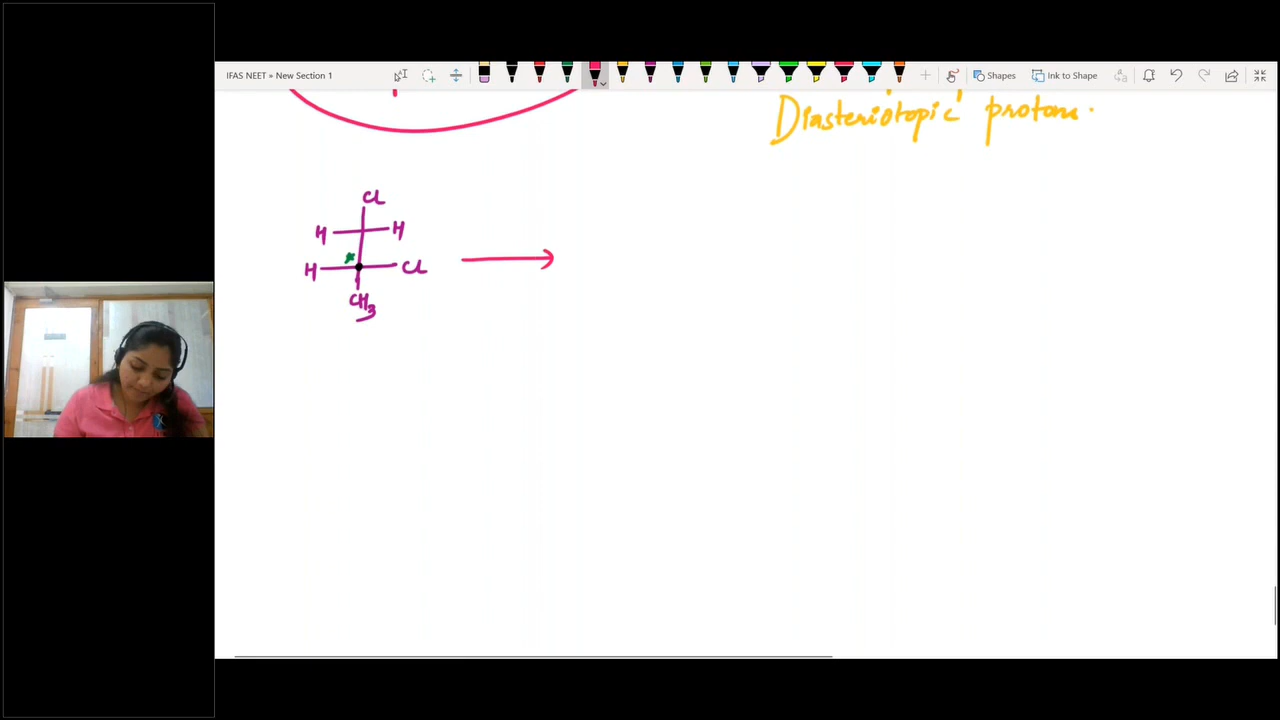 IFAS NEET » New Section 1
Shapes
Ink to Shape
Diasteriotopic protons.
Cl
H H
H * Cl
CH3